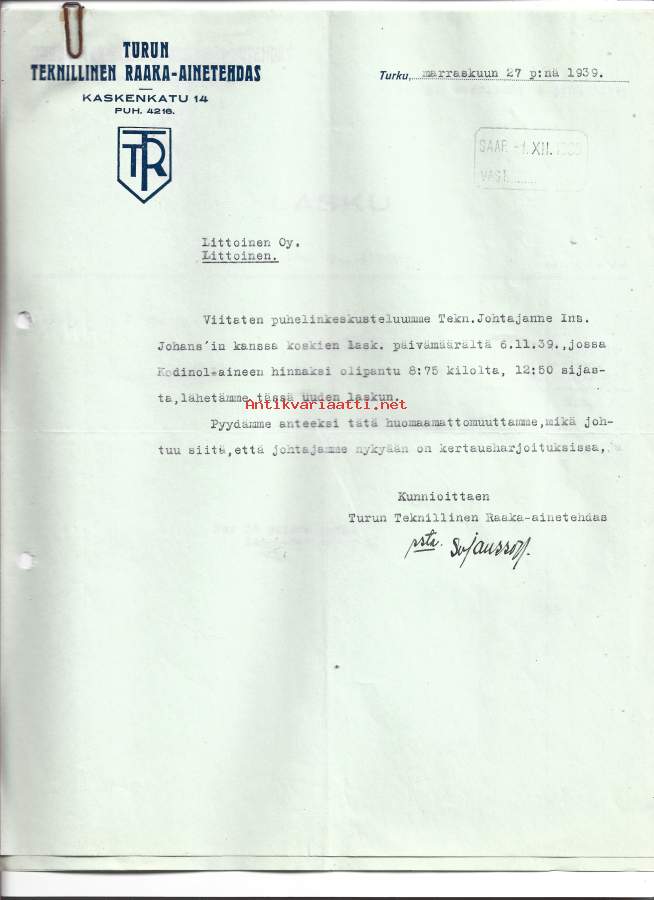 TURUN
TEKNILLINEN RAAKA-AINETEHDAS
KASKENKATU 14
PUH. 4216.
TR
Turku, marraskuun 27 p:nä 1939.
SAAP. -1. XII.
VAST.
Littoinen Oy.
Littoinen.
Viitaten puhelinkeskusteluumme Tekn.Johtajanne Ins.
Johans'in kanssa koskien lask. päivämäärältä 6.11.39.,jossa
Kodinol-aineen hinnaksi olipantu 8:75 kilolta, 12:50 sijas-
ta,lähetämme tässä uuden laskun.
Antikvariaatti.net
Pyydämme anteeksi tätä huomaamattomuuttamme,mikä joh-
tuu siitä,että johtajamme nykyään on kertausharjoituksissa,
Kunnioittaen
Turun Teknillinen Raaka-ainetehdas